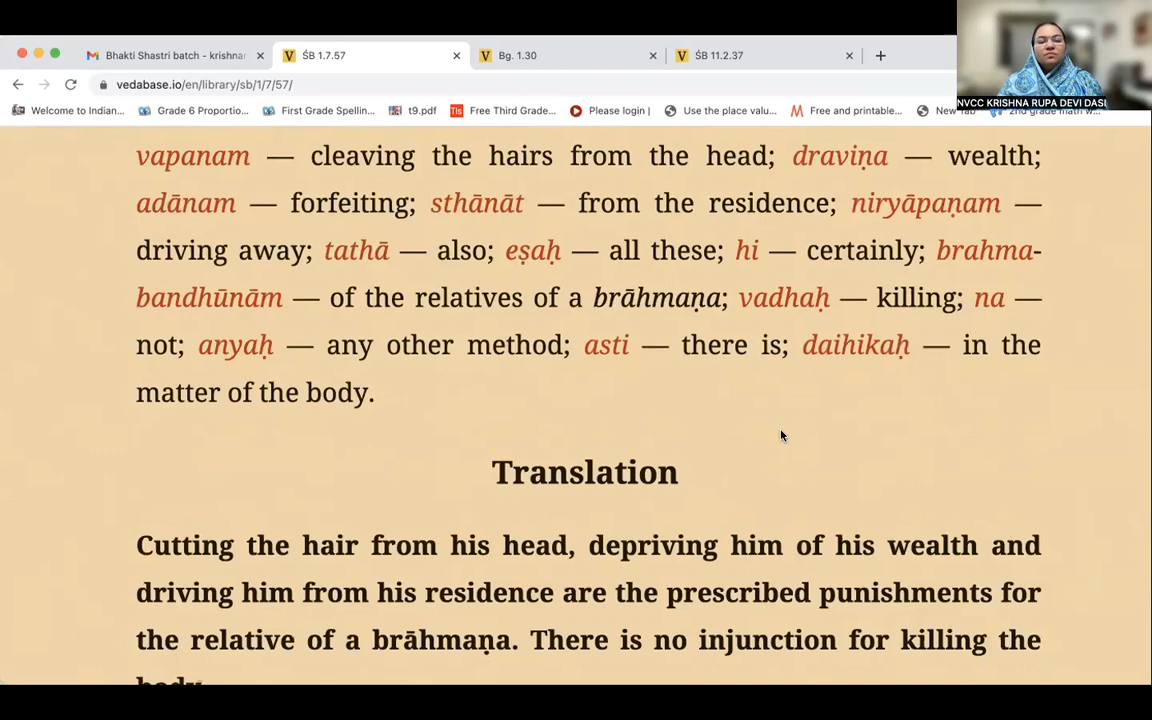 Bhakti Shastri batch - krishna
ŚB 1.7.57
Bg. 1.30
ŚB 11.2.37
vedabase.io/en/library/sb/1/7/57/
NVCC KRISHNA RUPA DEVI DASI
Welcome to Indian...
Grade 6 Proportio...
First Grade Spellin...
t9.pdf
Free Third Grade...
Please login |
Use the place valu...
Free and printable...
New Tab
2nd grade math w...
vapanam — cleaving the hairs from the head; draviṇa — wealth;
adānam — forfeiting; sthānāt — from the residence; niryāpaṇam —
driving away; tathā — also; eṣaḥ — all these; hi — certainly; brahma-
bandhūnām — of the relatives of a brāhmaṇa; vadhaḥ — killing; na —
not; anyaḥ — any other method; asti — there is; daihikaḥ — in the
matter of the body.
Translation
Cutting the hair from his head, depriving him of his wealth and
driving him from his residence are the prescribed punishments for
the relative of a brāhmaṇa. There is no injunction for killing the
body.